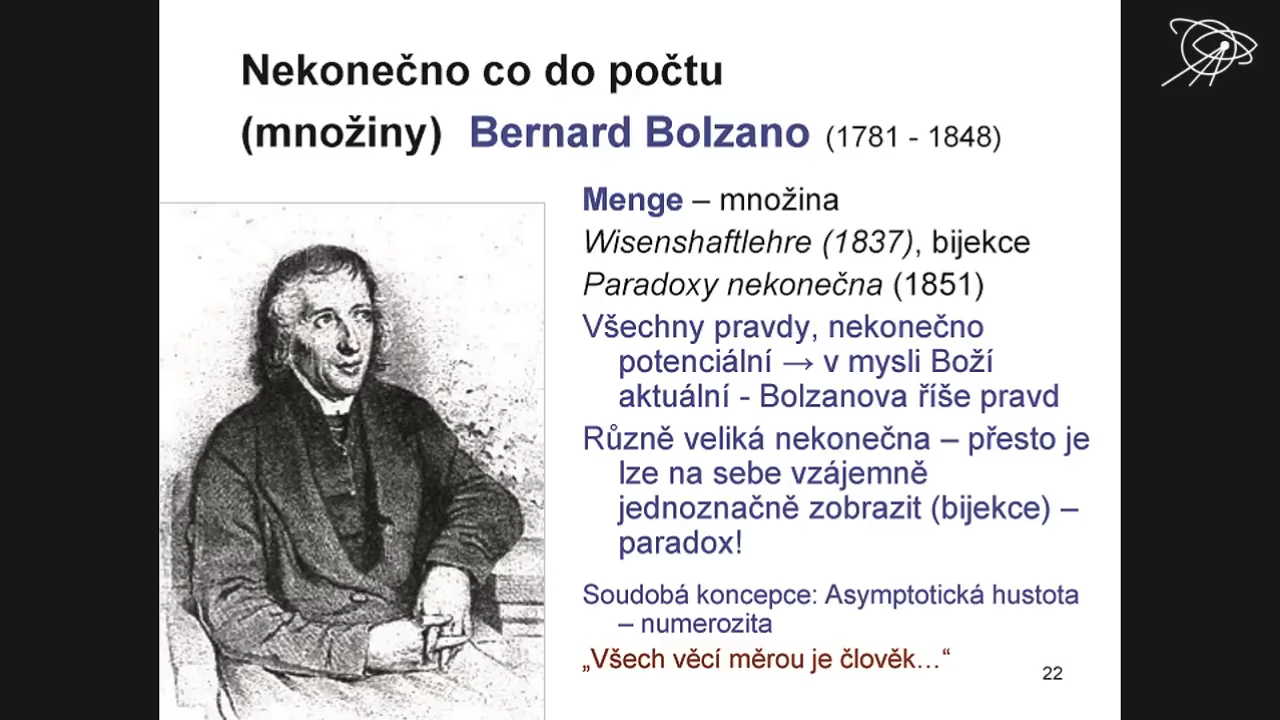 Nekonečno co do počtu
(množiny) Bernard Bolzano (1781 - 1848)
Menge – množina
Wisenshaftlehre (1837), bijekce
Paradoxy nekonečna (1851)
Všechny pravdy, nekonečno
potenciální → v mysli Boží
aktuální - Bolzanova říše pravd
Různě veliká nekonečna – přesto je
lze na sebe vzájemně
jednoznačně zobrazit (bijekce) –
paradox!
Soudobá koncepce: Asymptotická hustota
– numerozita
„Všech věcí měrou je člověk…“
22